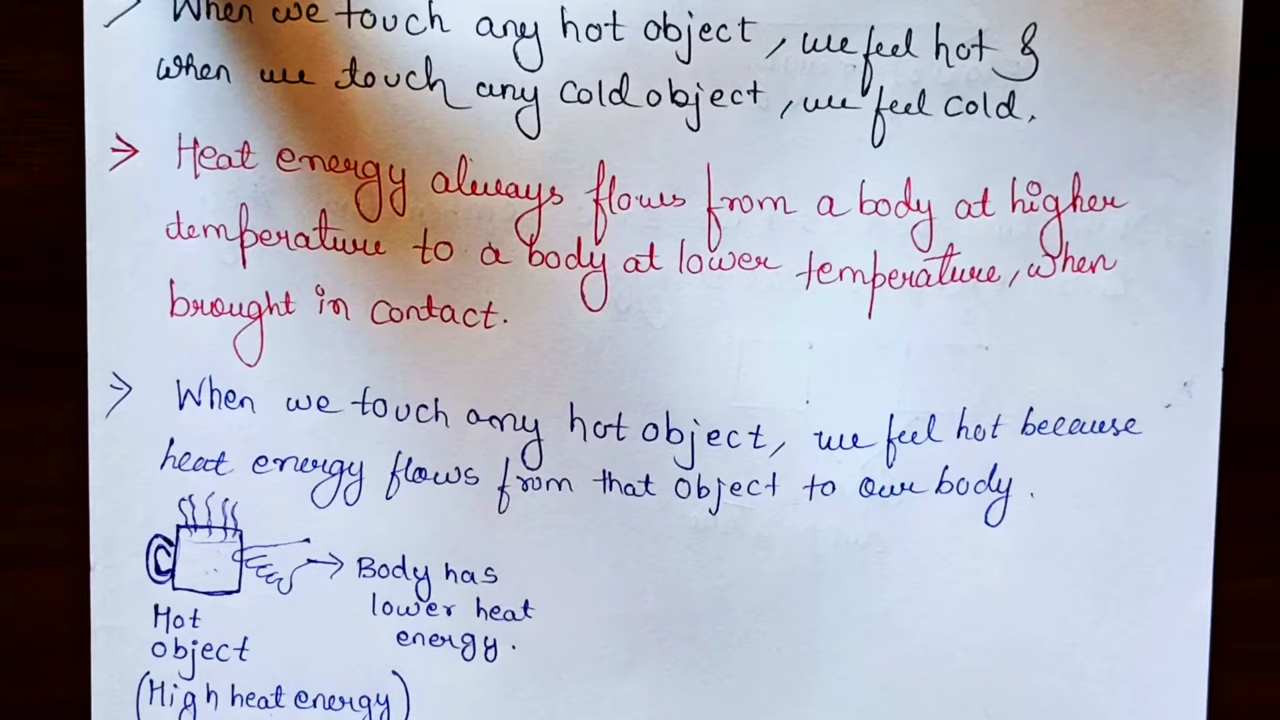 When we touch any hot object, we feel hot &
when we touch any cold object, we feel cold.
> Heat energy always flows from a body at higher
temperature to a body at lower temperature, when
brought in contact.
> When we touch any hot object, we feel hot because
heat energy flows from that object to our body.
→ Body has
lower heat
energy.
Hot
object
(High heat energy)